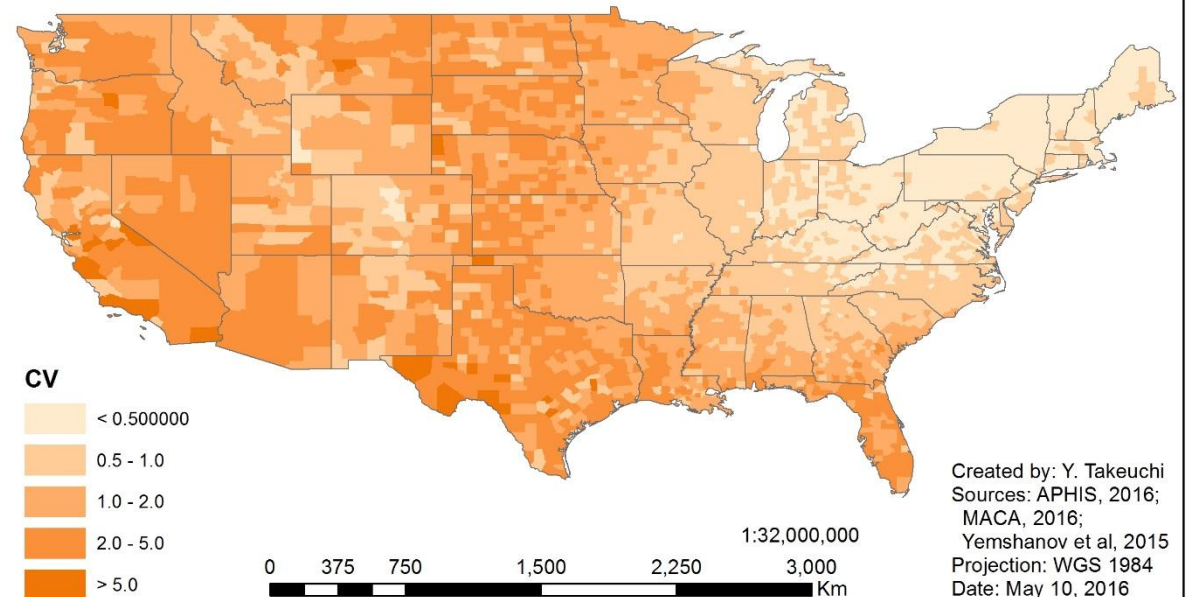 CV
< 0.500000
0.5 - 1.0
1.0 - 2.0
2.0 - 5.0
> 5.0
1:32,000,000
0 375 750 1,500 2,250 3,000
Km
Created by: Y. Takeuchi
Sources: APHIS, 2016;
MACA, 2016;
Yemshanov et al, 2015
Projection: WGS 1984
Date: May 10, 2016